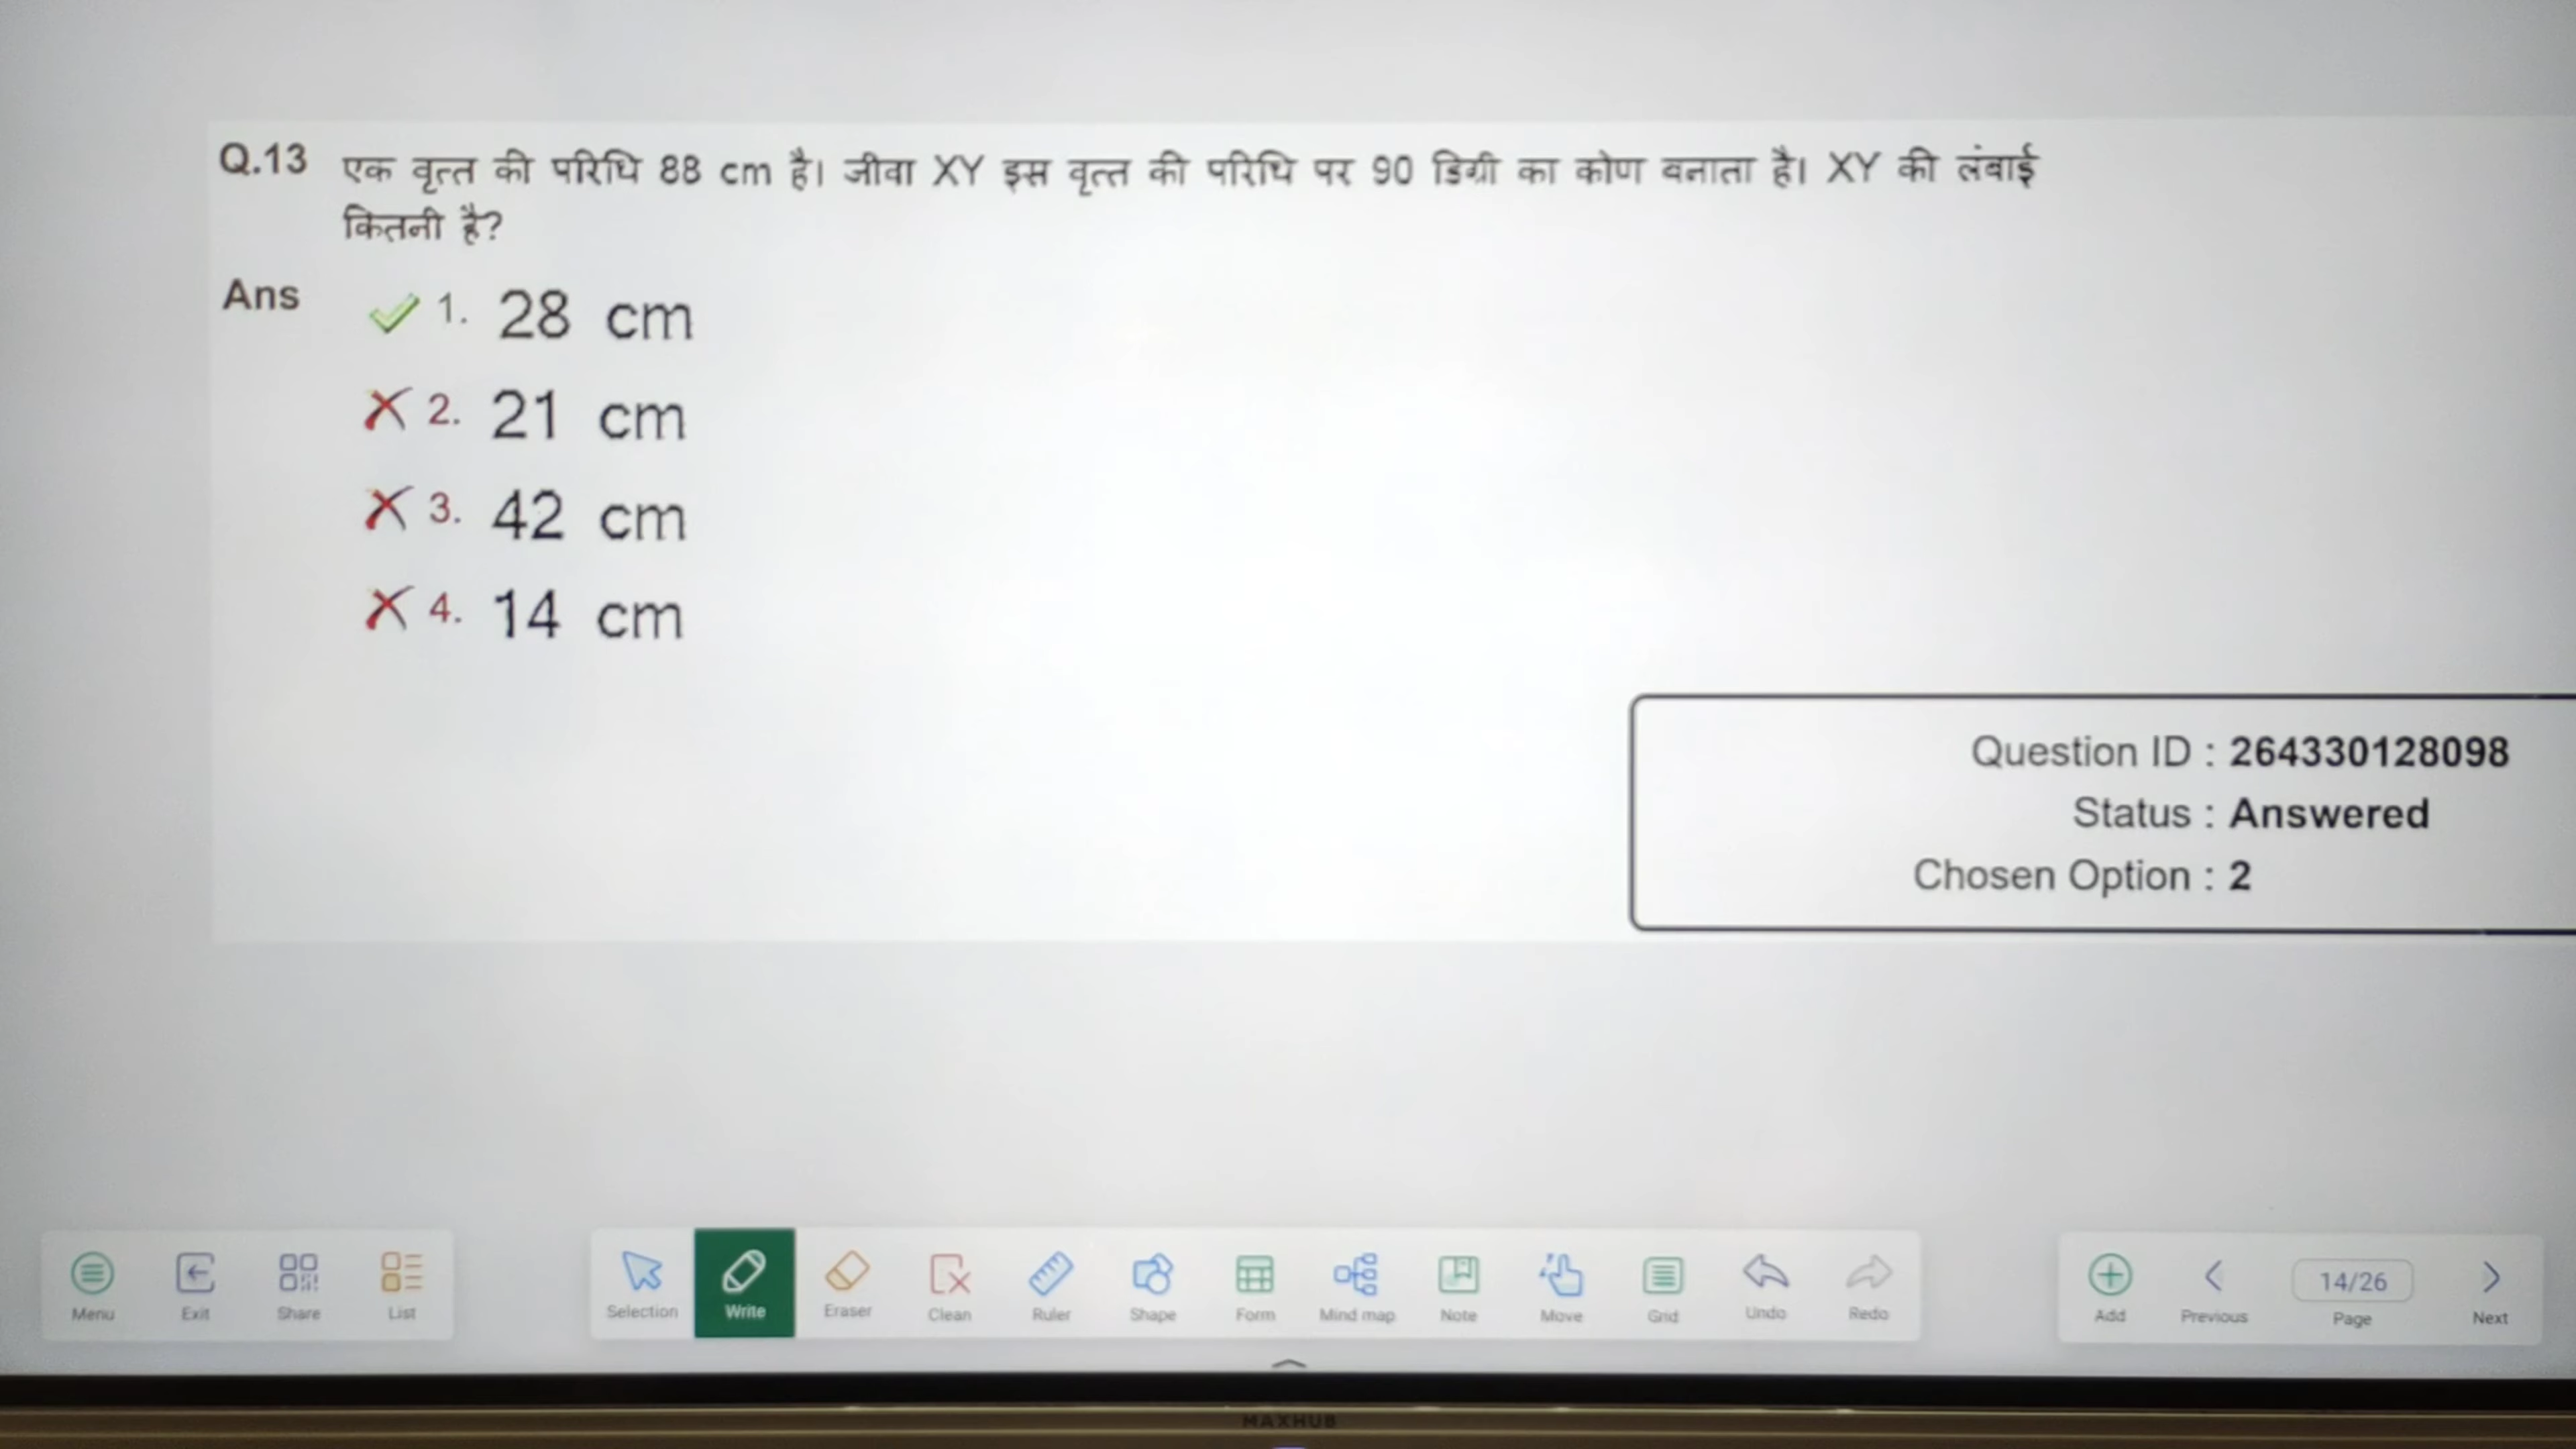 Q.13 एक वृत्त की परिधि 88 cm है। जीवा XY इस वृत्त की परिधि पर 90 डिग्री का कोण बनाता है। XY की लंबाई
कितनी है?
Ans 1. 28 cm
2. 21 cm
3. 42 cm
4. 14 cm
Question ID : 264330128098
Status : Answered
Chosen Option : 2
Menu Exit Share List Selection Write Eraser Clean Ruler Shape Form Mind map Note Move Grid Undo Redo Add Previous 14/26 Page Next
MAXHUB